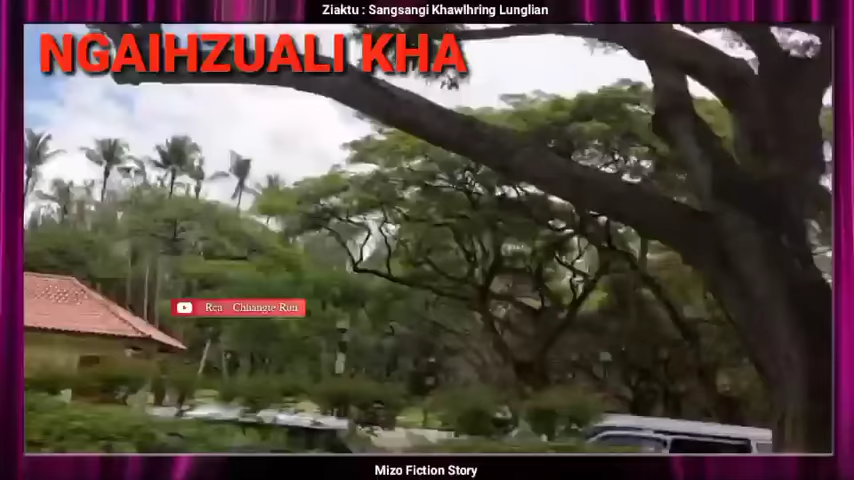 Ziaktu : Sangsangi Khawlhring Lunglian
NGAIHZUALI KHA
Rca Chhangte Run
Mizo Fiction Story